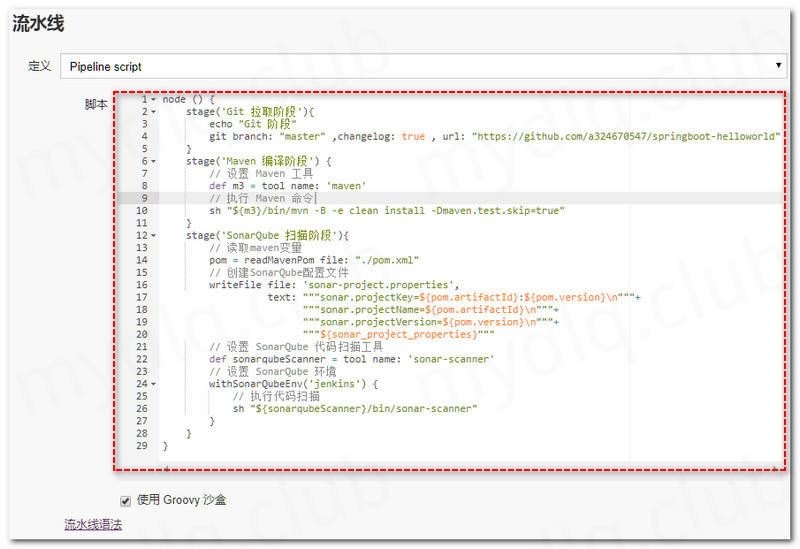 流水线
定义 Pipeline script
脚本
1 node () {
2 stage('Git 拉取阶段'){
3 echo "Git 阶段"
4 git branch: "master" ,changelog: true , url: "https://github.com/a324670547/springboot-helloworld"
5 }
6 stage('Maven 编译阶段') {
7 // 设置 Maven 工具
8 def m3 = tool name: 'maven'
9 // 执行 Maven 命令
10 sh "${m3}/bin/mvn -B -e clean install -Dmaven.test.skip=true"
11 }
12 stage('SonarQube 扫描阶段'){
13 // 读取maven变量
14 pom = readMavenPom file: "./pom.xml"
15 // 创建SonarQube配置文件
16 writeFile file: 'sonar-project.properties',
17 text: """sonar.projectKey=${pom.artifactId}:${pom.version}\n"""+
18 """sonar.projectName=${pom.artifactId}\n"""+
19 """sonar.projectVersion=${pom.version}\n"""+
20 """${sonar_project_properties}"""
21 // 设置 SonarQube 代码扫描工具
22 def sonarqubeScanner = tool name: 'sonar-scanner'
23 // 设置 SonarQube 环境
24 withSonarQubeEnv('jenkins') {
25 // 执行代码扫描
26 sh "${sonarqubeScanner}/bin/sonar-scanner"
27 }
28 }
29 }
使用 Groovy 沙盒
流水线语法